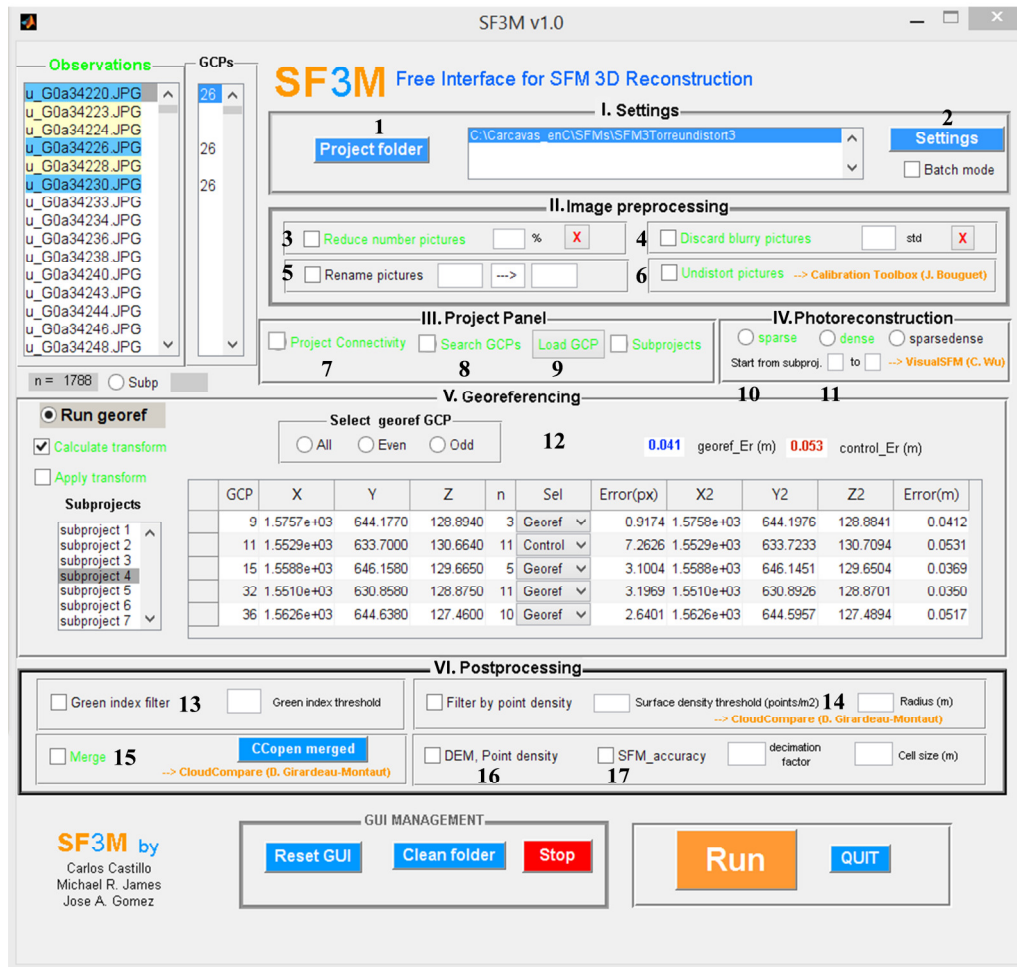 SF3M v1.0
Observations
u_G0a34220.JPG
u_G0a34223.JPG
u_G0a34224.JPG
u_G0a34226.JPG
u_G0a34228.JPG
u_G0a34230.JPG
u_G0a34233.JPG
u_G0a34234.JPG
u_G0a34236.JPG
u_G0a34238.JPG
u_G0a34240.JPG
u_G0a34243.JPG
u_G0a34244.JPG
u_G0a34246.JPG
u_G0a34248.JPG
n = 1788 Subp
GCPs
26
26
26
SF3M Free Interface for SFM 3D Reconstruction
I. Settings
1
Project folder
C:\Carcavas_enC\SFMs\SFM3Torreundistort3
2
Settings
Batch mode
II. Image preprocessing
3 Reduce number pictures % X
4 Discard blurry pictures std X
5 Rename pictures --->
6 Undistort pictures --> Calibration Toolbox (J. Bouguet)
III. Project Panel
Project Connectivity Search GCPs Load GCP Subprojects
7 8 9
IV. Photoreconstruction
sparse dense sparsedense
Start from subproj. to --> VisualSFM (C. Wu)
10 11
V. Georeferencing
Run georef
Calculate transform
Apply transform
Subprojects
subproject 1
subproject 2
subproject 3
subproject 4
subproject 5
subproject 6
subproject 7
Select georef GCP
All Even Odd
12
0.041 georef_Er (m) 0.053 control_Er (m)
GCP X Y Z n Sel Error(px) X2 Y2 Z2 Error(m)
9 1.5757e+03 644.1770 128.8940 3 Georef 0.9174 1.5758e+03 644.1976 128.8841 0.0412
11 1.5529e+03 633.7000 130.6640 11 Control 7.2626 1.5529e+03 633.7233 130.7094 0.0531
15 1.5588e+03 646.1580 129.6650 5 Georef 3.1004 1.5588e+03 646.1451 129.6504 0.0369
32 1.5510e+03 630.8580 128.8750 11 Georef 3.1969 1.5510e+03 630.8926 128.8701 0.0350
36 1.5626e+03 644.6380 127.4600 10 Georef 2.6401 1.5626e+03 644.5957 127.4894 0.0517
VI. Postprocessing
Green index filter 13 Green index threshold
Filter by point density Surface density threshold (points/m2) 14 Radius (m)
--> CloudCompare (D. Girardeau-Montaut)
Merge 15 CCopen merged
--> CloudCompare (D. Girardeau-Montaut)
DEM, Point density SFM_accuracy decimation factor Cell size (m)
16 17
SF3M by
Carlos Castillo
Michael R. James
Jose A. Gomez
GUI MANAGEMENT
Reset GUI Clean folder Stop
Run QUIT